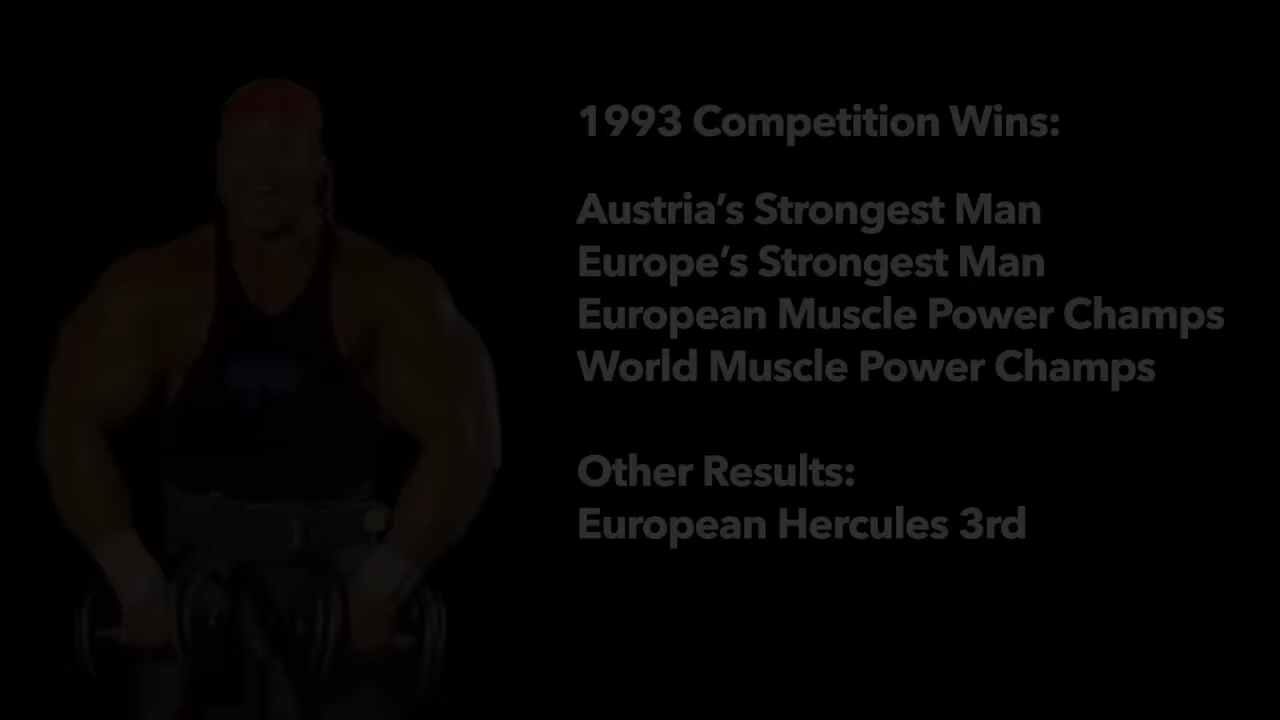 1993 Competition Wins:
Austria’s Strongest Man
Europe’s Strongest Man
European Muscle Power Champs
World Muscle Power Champs
Other Results:
European Hercules 3rd